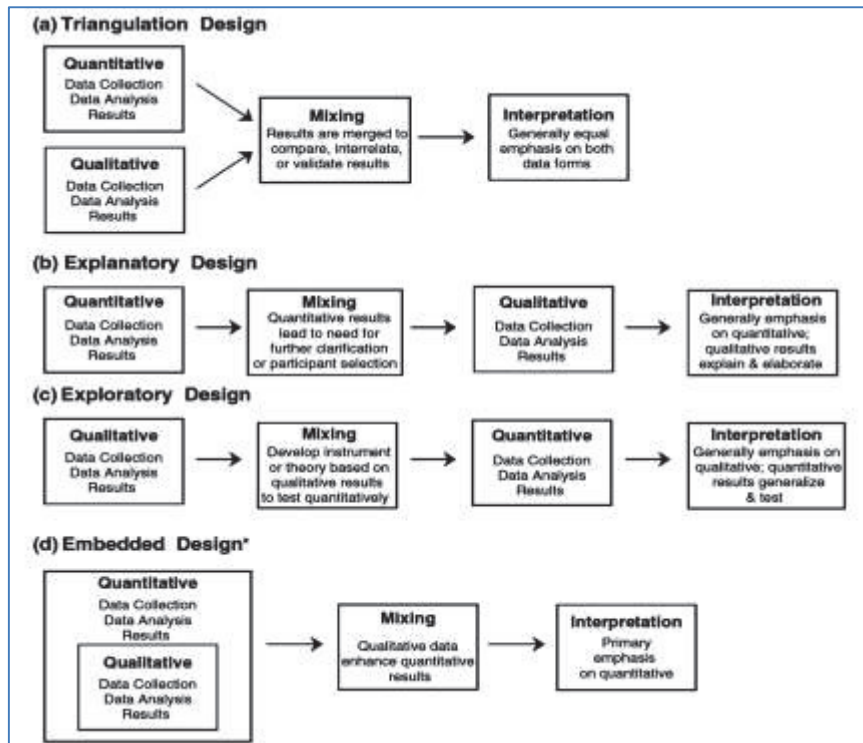 (a) Triangulation Design
Quantitative
Data Collection
Data Analysis
Results
Qualitative
Data Collection
Data Analysis
Results
Mixing
Results are merged to
compare, interrelate,
or validate results
Interpretation
Generally equal
emphasis on both
data forms
(b) Explanatory Design
Quantitative
Data Collection
Data Analysis
Results
Mixing
Quantitative results
lead to need for
further clarification
or participant selection
Qualitative
Data Collection
Data Analysis
Results
Interpretation
Generally emphasis
on quantitative;
qualitative results
explain & elaborate
(c) Exploratory Design
Qualitative
Data Collection
Data Analysis
Results
Mixing
Develop instrument
or theory based on
qualitative results
to test quantitatively
Quantitative
Data Collection
Data Analysis
Results
Interpretation
Generally emphasis on
qualitative; quantitative
results generalize
& test
(d) Embedded Design*
Quantitative
Data Collection
Data Analysis
Results
Qualitative
Data Collection
Data Analysis
Results
Mixing
Qualitative data
enhance quantitative
results
Interpretation
Primary
emphasis
on quantitative